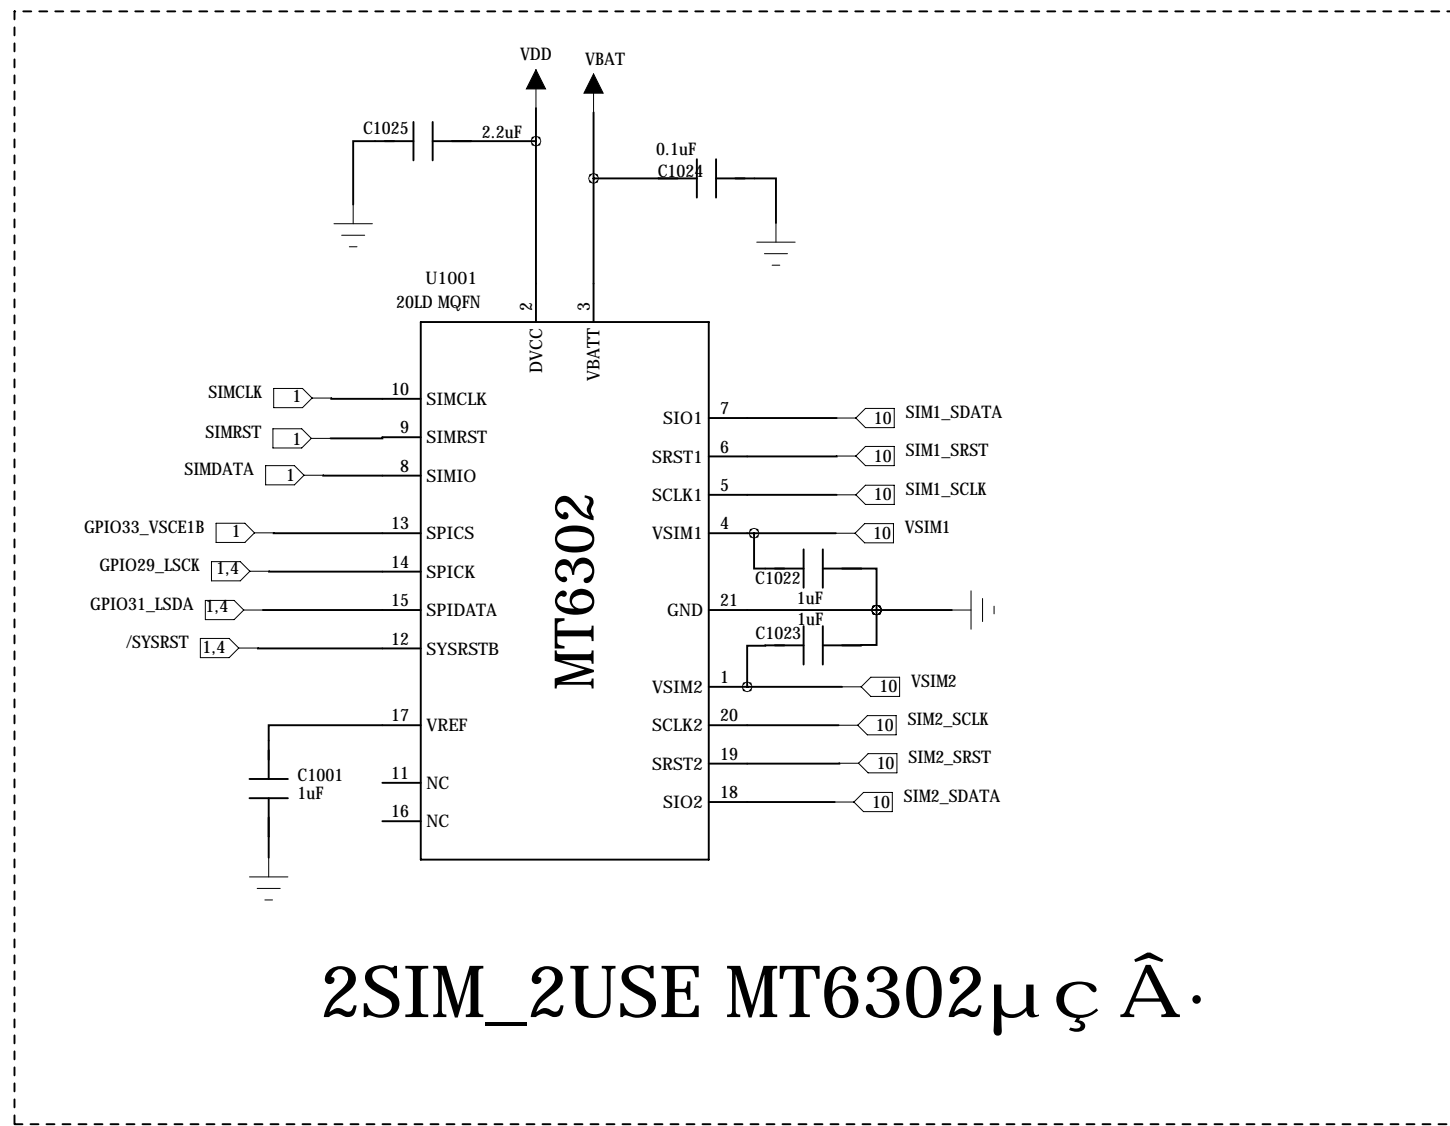 VDD
VBAT
C1025
2.2uF
0.1uF
C1024
U1001
20LD MQFN
2
3
DVCC
VBATT
SIMCLK 1 10 SIMCLK
SIMRST 1 9 SIMRST
SIMDATA 1 8 SIMIO
GPIO33_VSCE1B 1 13 SPICS
GPIO29_LSCK 1,4 14 SPICK
GPIO31_LSDA 1,4 15 SPIDATA
/SYSRST 1,4 12 SYSRSTB
17 VREF
C1001
1uF
11 NC
16 NC
MT6302
SIO1 7 10 SIM1_SDATA
SRST1 6 10 SIM1_SRST
SCLK1 5 10 SIM1_SCLK
VSIM1 4 10 VSIM1
C1022
1uF
GND 21
1uF
C1023
VSIM2 1 10 VSIM2
SCLK2 20 10 SIM2_SCLK
SRST2 19 10 SIM2_SRST
SIO2 18 10 SIM2_SDATA
2SIM_2USE MT6302µçÂ·